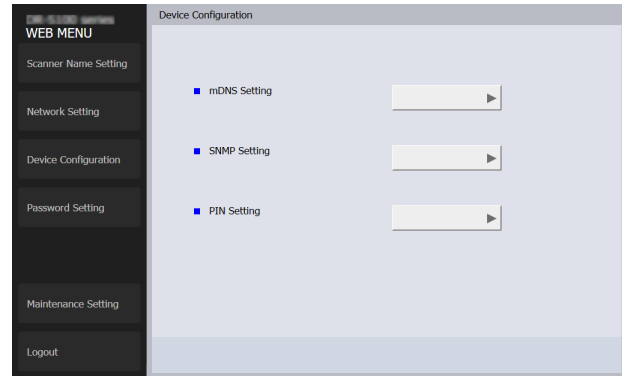 WEB MENU
Scanner Name Setting
Network Setting
Device Configuration
Password Setting
Maintenance Setting
Logout
Device Configuration
mDNS Setting
SNMP Setting
PIN Setting